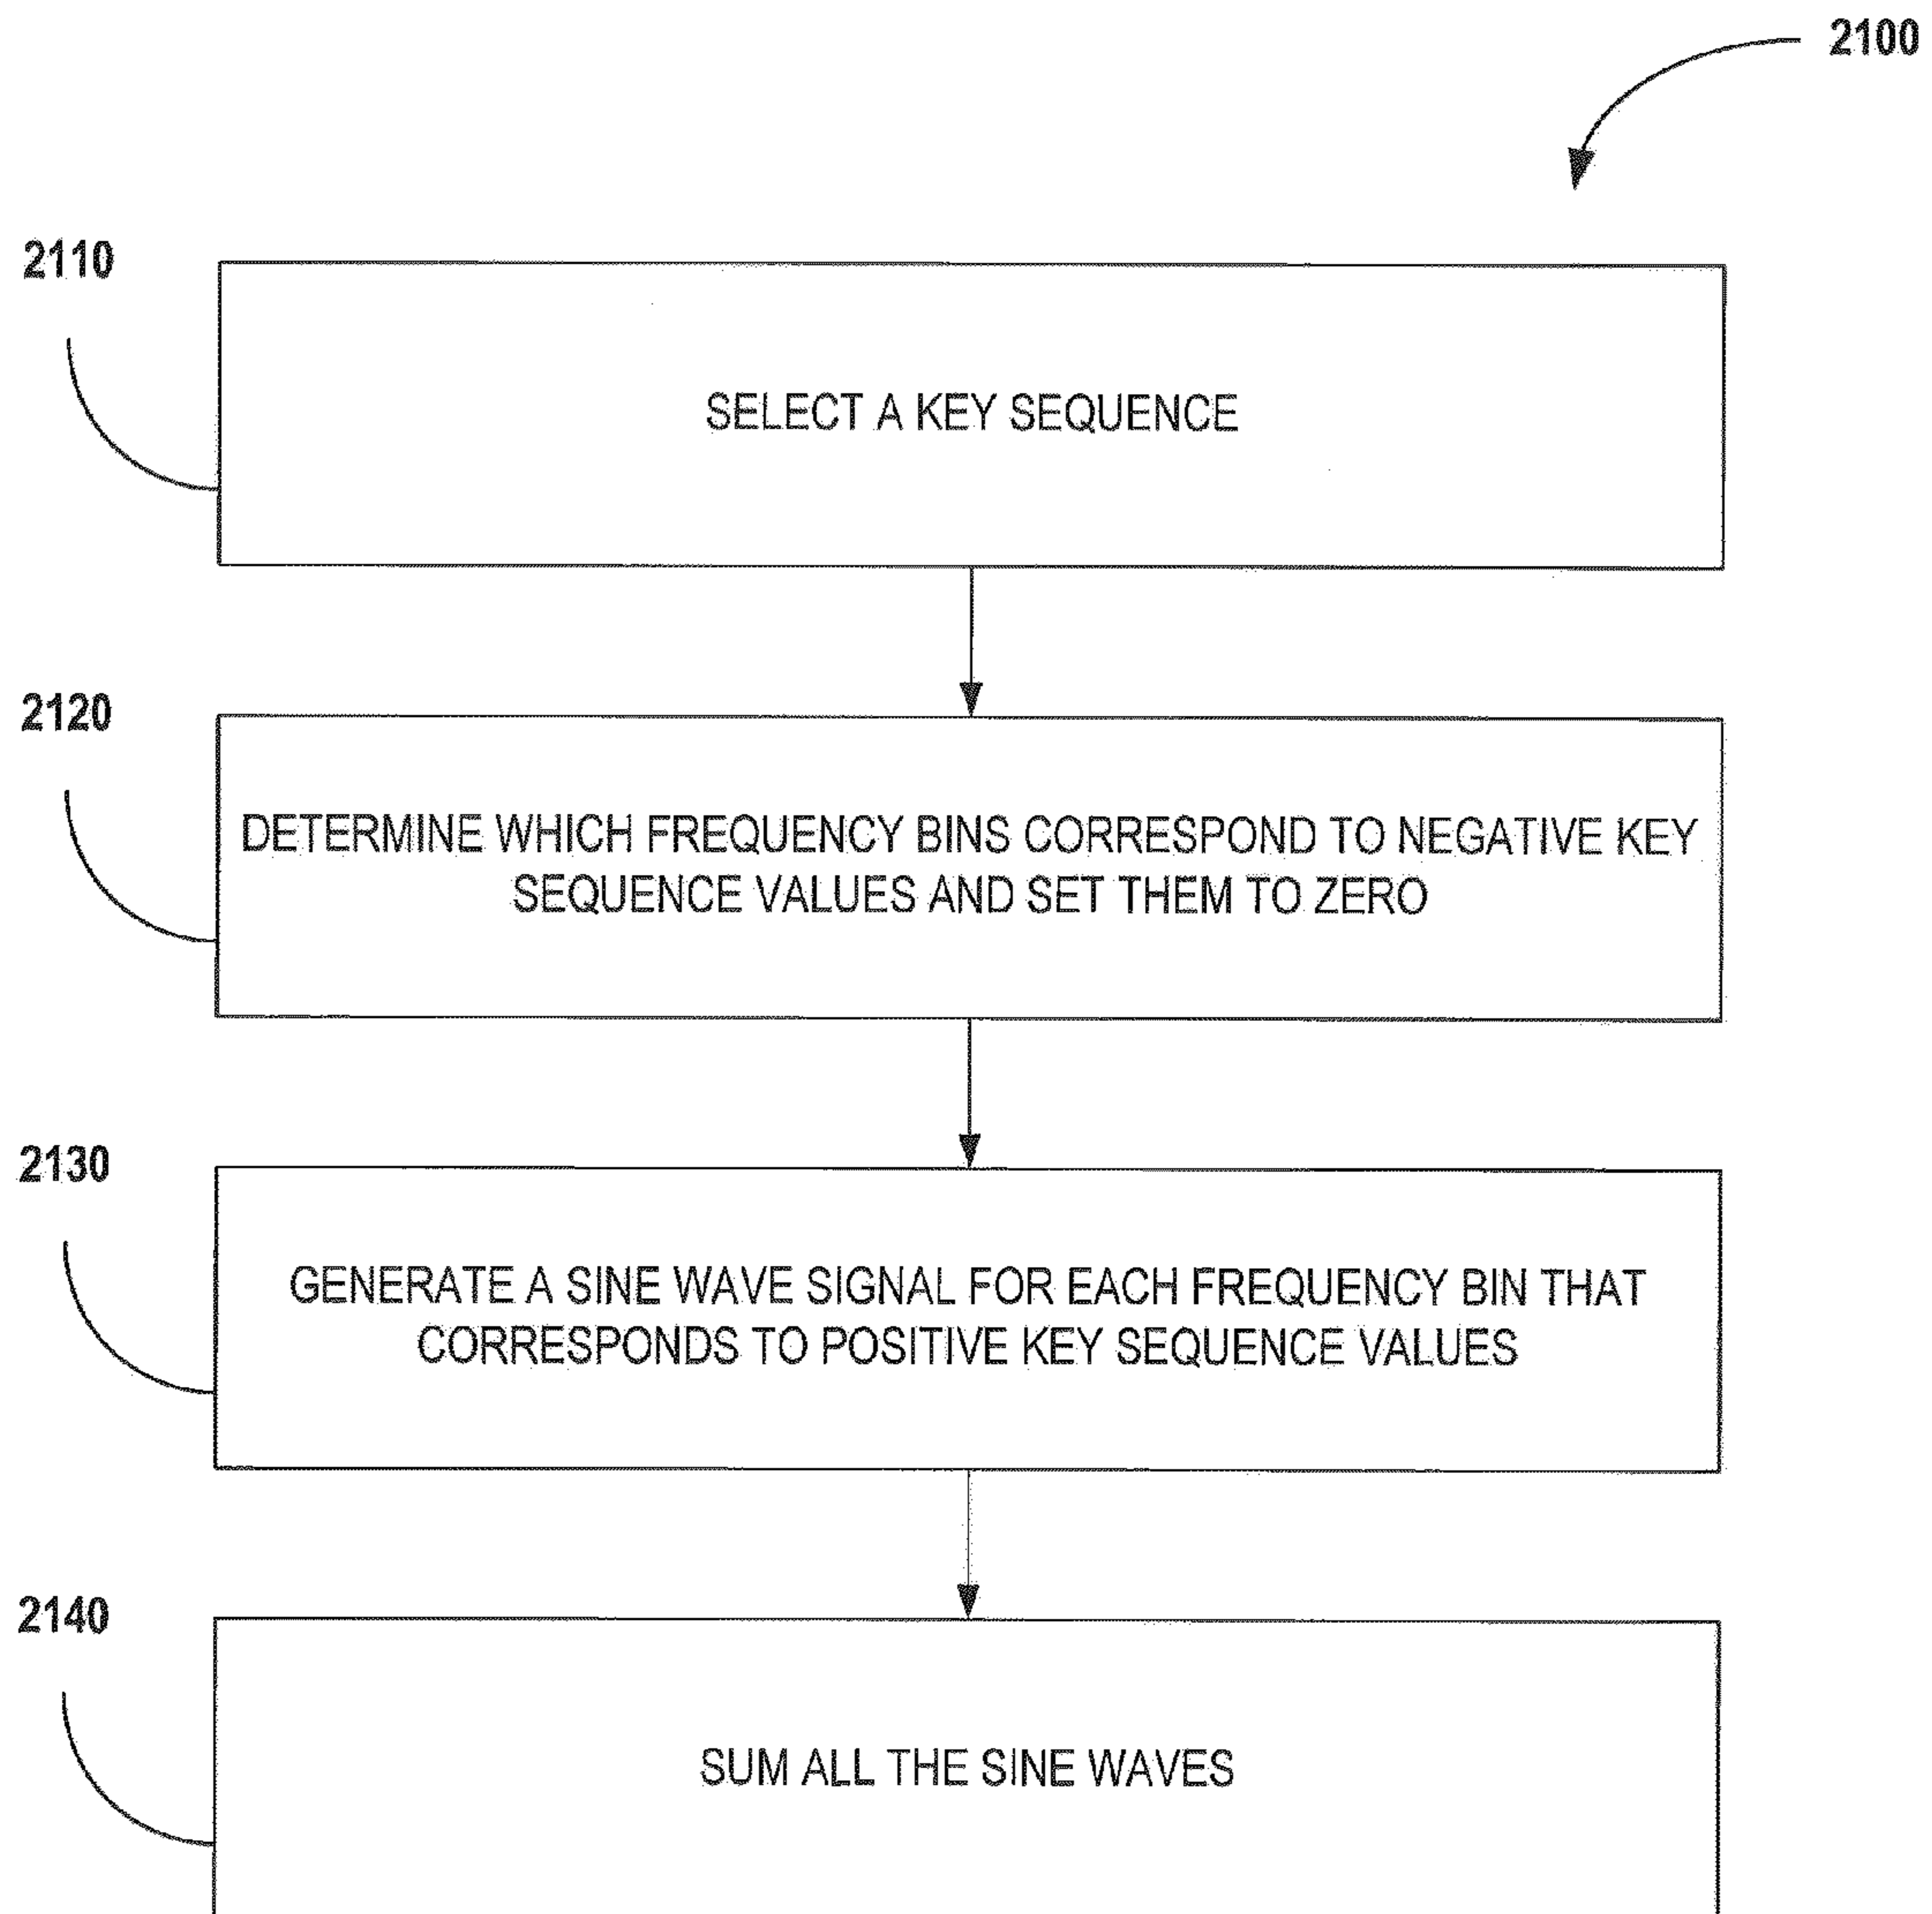 2100
2110
SELECT A KEY SEQUENCE
2120
DETERMINE WHICH FREQUENCY BINS CORRESPOND TO NEGATIVE KEY
SEQUENCE VALUES AND SET THEM TO ZERO
2130
GENERATE A SINE WAVE SIGNAL FOR EACH FREQUENCY BIN THAT
CORRESPONDS TO POSITIVE KEY SEQUENCE VALUES
2140
SUM ALL THE SINE WAVES